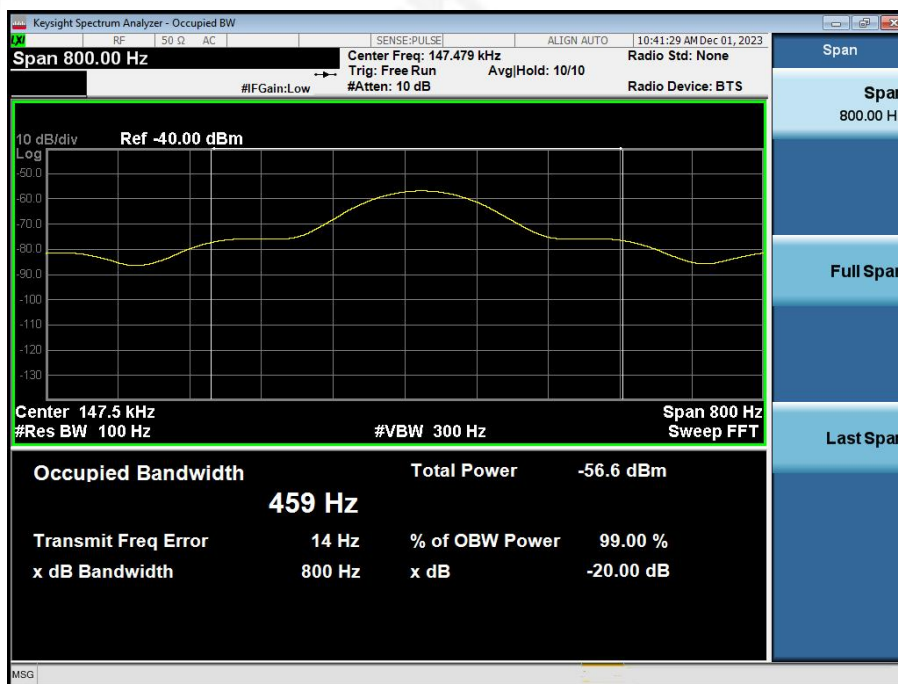 Keysight Spectrum Analyzer - Occupied BW
LXI RF 50 Ω AC SENSE:PULSE ALIGN AUTO 10:41:29 AM Dec 01, 2023
Span 800.00 Hz
Center Freq: 147.479 kHz Radio Std: None
Trig: Free Run Avg|Hold: 10/10
#IFGain:Low #Atten: 10 dB Radio Device: BTS
10 dB/div Ref -40.00 dBm
Log
-50.0
-60.0
-70.0
-80.0
-90.0
-100
-110
-120
-130
Center 147.5 kHz Span 800 Hz
#Res BW 100 Hz #VBW 300 Hz Sweep FFT
Occupied Bandwidth Total Power -56.6 dBm
459 Hz
Transmit Freq Error 14 Hz % of OBW Power 99.00 %
x dB Bandwidth 800 Hz x dB -20.00 dB
MSG
Span
Span
800.00 H
Full Span
Last Span